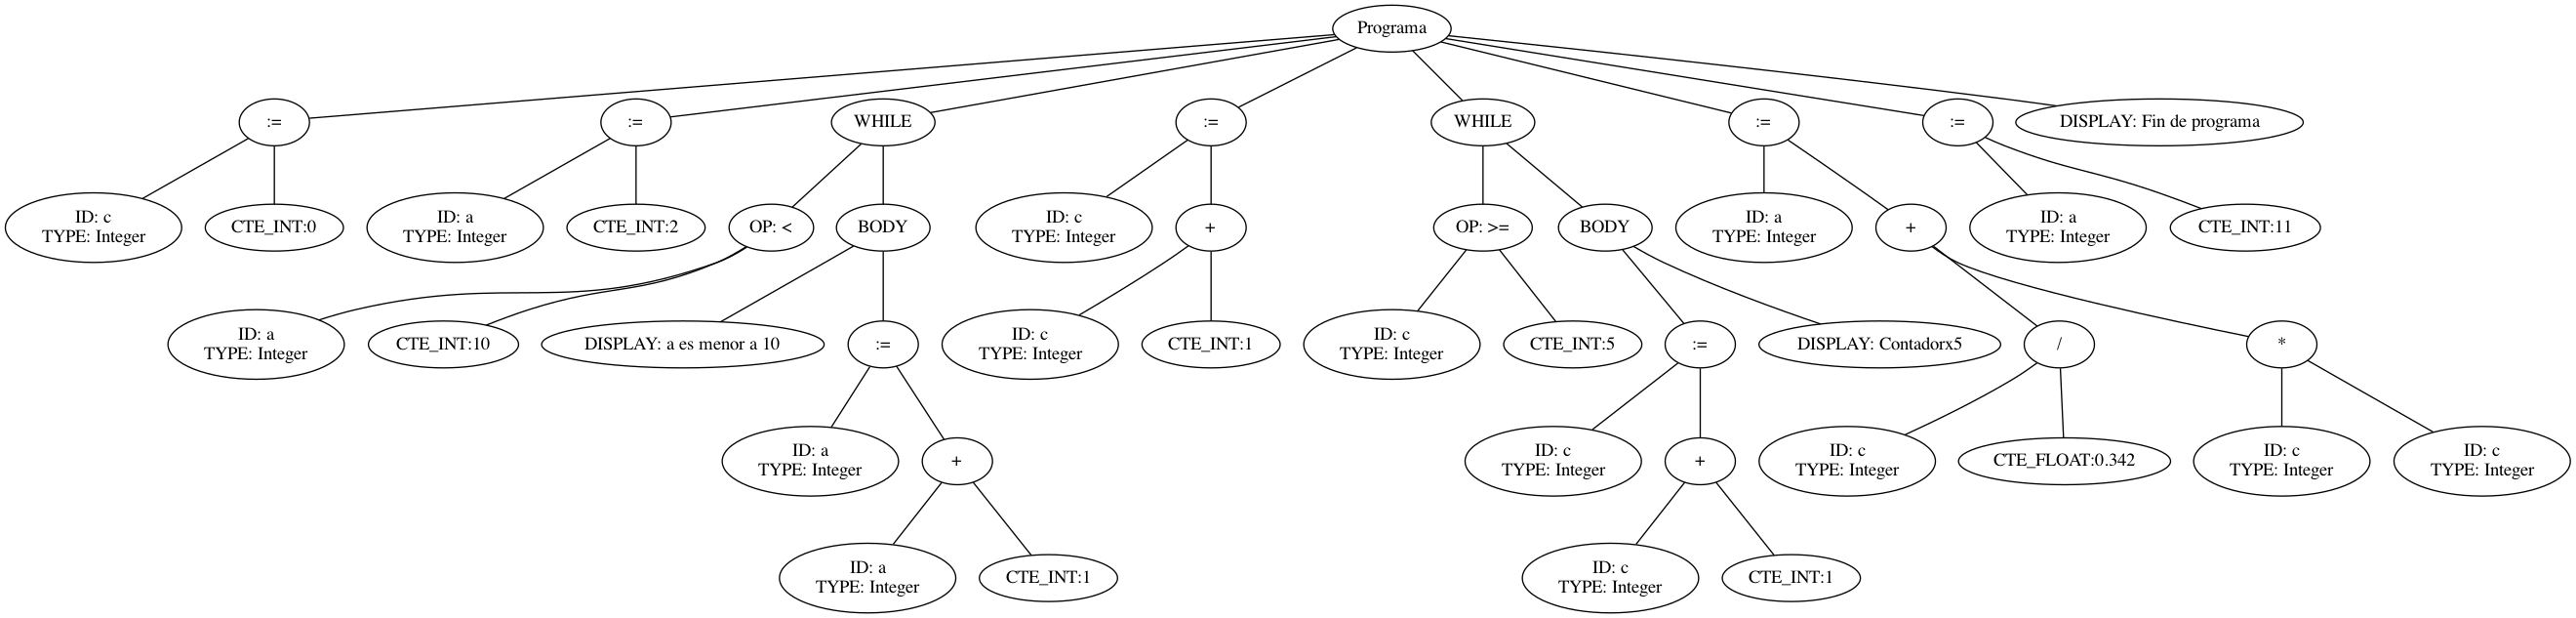 Programa
:=
:=
WHILE
:=
WHILE
:=
:=
DISPLAY: Fin de programa
ID: c
TYPE: Integer
CTE_INT:0
ID: a
TYPE: Integer
CTE_INT:2
OP: <
BODY
ID: c
TYPE: Integer
+
OP: >=
BODY
ID: a
TYPE: Integer
+
ID: a
TYPE: Integer
CTE_INT:11
ID: a
TYPE: Integer
CTE_INT:10
DISPLAY: a es menor a 10
:=
ID: c
TYPE: Integer
CTE_INT:1
ID: c
TYPE: Integer
CTE_INT:5
:=
DISPLAY: Contadorx5
/
*
ID: a
TYPE: Integer
+
ID: c
TYPE: Integer
+
ID: c
TYPE: Integer
CTE_FLOAT:0.342
ID: c
TYPE: Integer
ID: c
TYPE: Integer
ID: a
TYPE: Integer
CTE_INT:1
ID: c
TYPE: Integer
CTE_INT:1